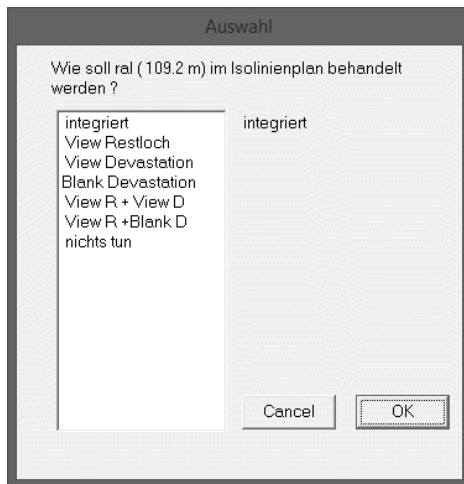 Auswahl
Wie soll ral ( 109.2 m) im Isolinienplan behandelt
werden ?
integriert
integriert
View Restloch
View Devastation
Blank Devastation
View R + View D
View R +Blank D
nichts tun
Cancel
OK